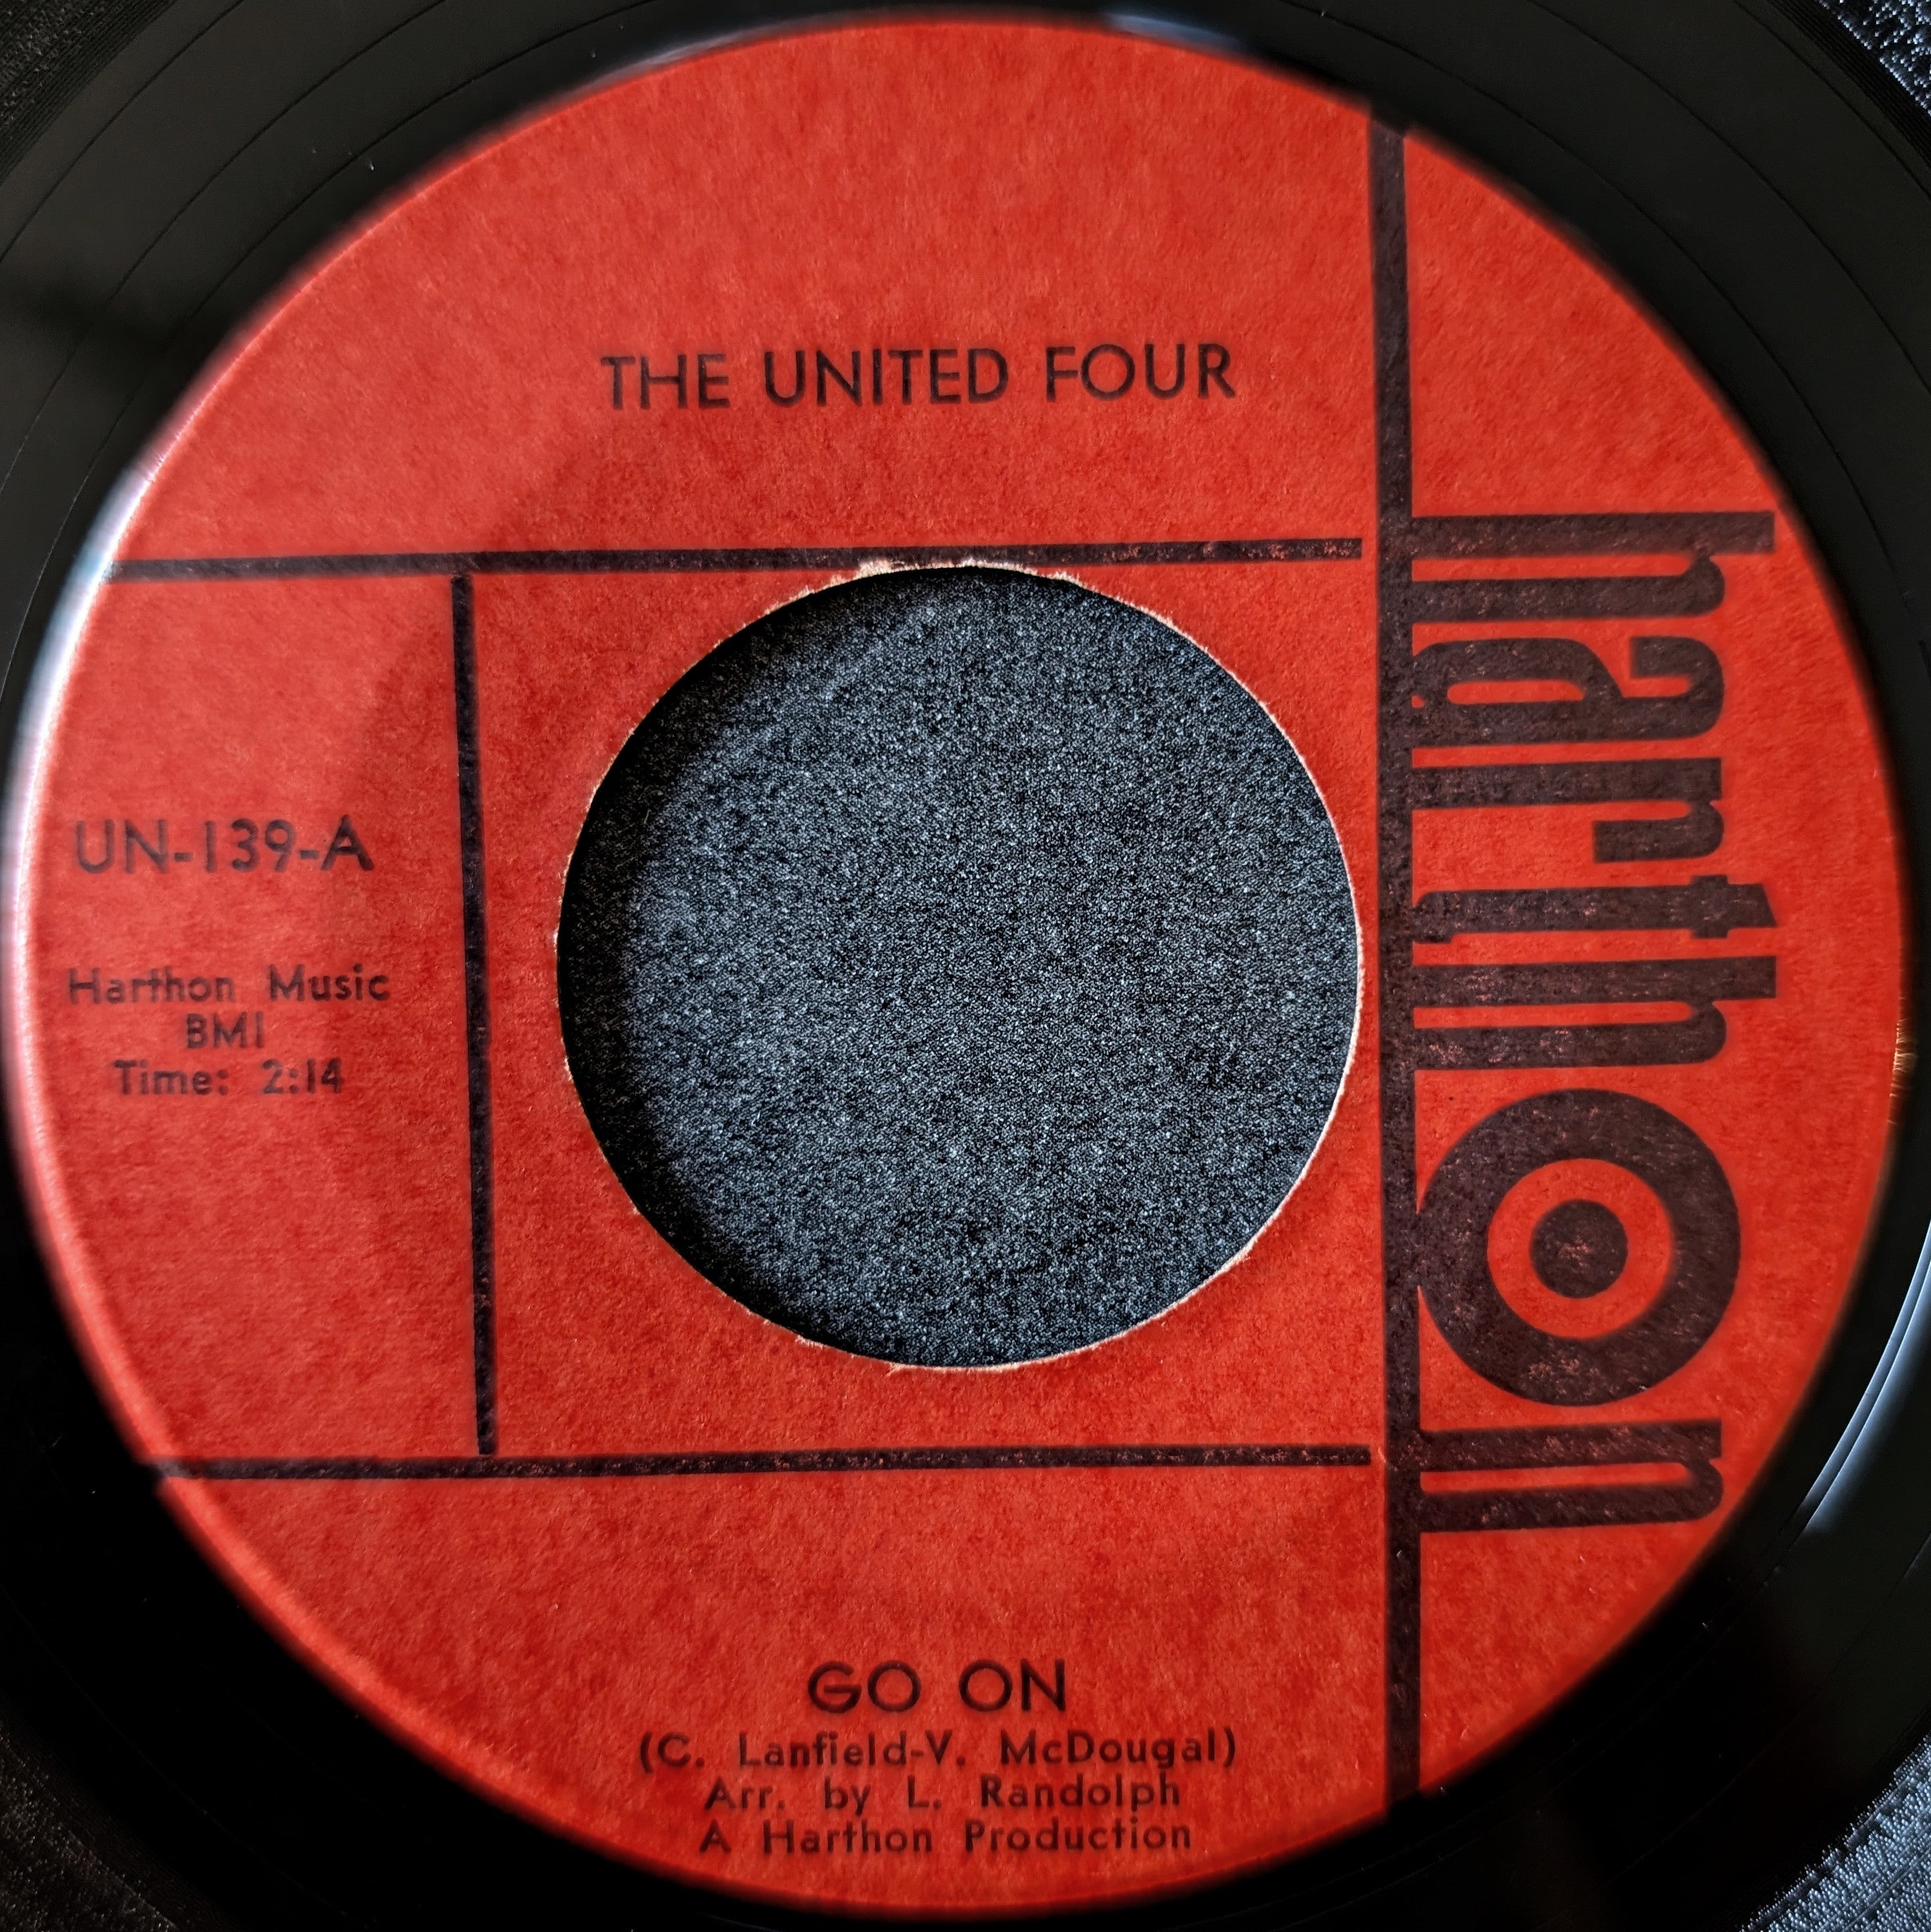 THE UNITED FOUR
harthon
UN-139-A
Harthon Music
BMI
Time: 2:14
GO ON
(C. Lanfield-V. McDougal)
Arr. by L. Randolph
A Harthon Production